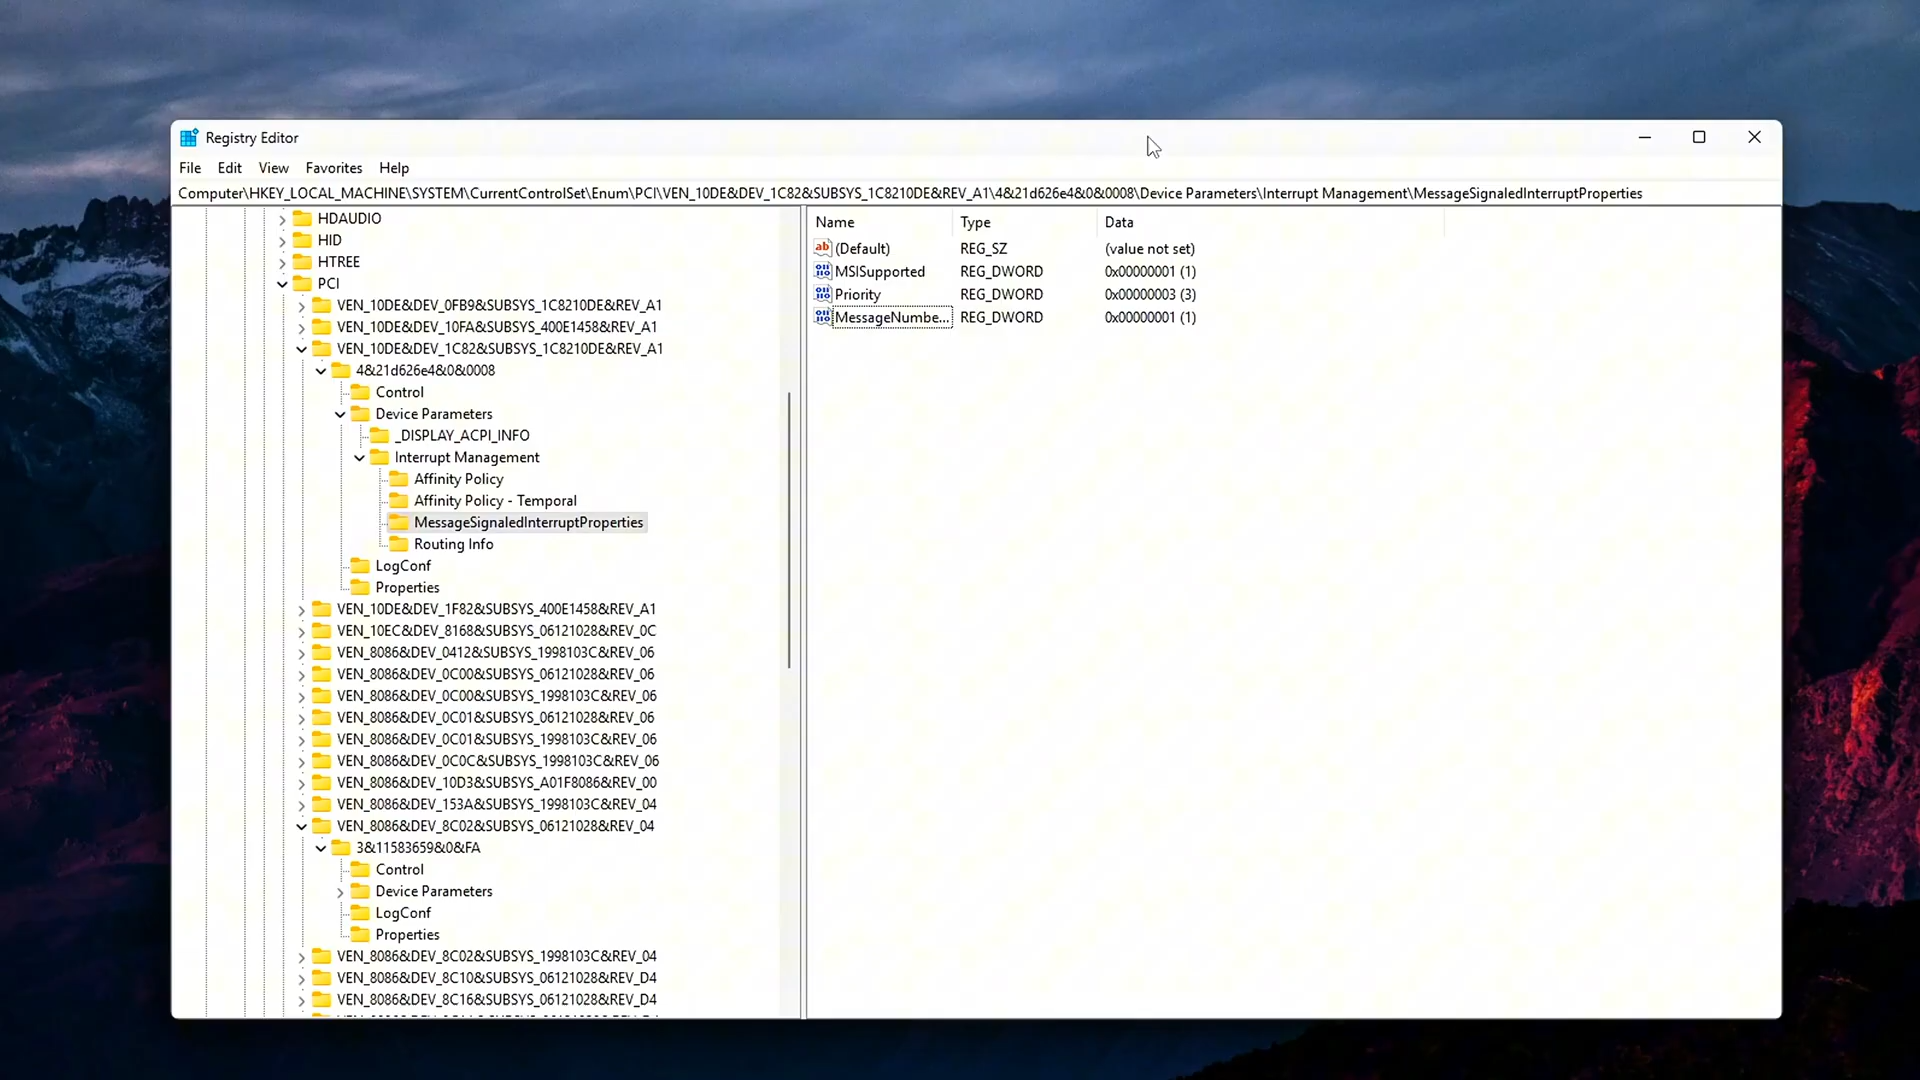 Registry Editor
File Edit View Favorites Help
Computer\HKEY_LOCAL_MACHINE\SYSTEM\CurrentControlSet\Enum\PCI\VEN_10DE&DEV_1C82&SUBSYS_1C8210DE&REV_A1\4&21d626e4&0&0008\Device Parameters\Interrupt Management\MessageSignaledInterruptProperties
HDAUDIO
HID
HTREE
PCI
VEN_10DE&DEV_0FB9&SUBSYS_1C8210DE&REV_A1
VEN_10DE&DEV_10FA&SUBSYS_400E1458&REV_A1
VEN_10DE&DEV_1C82&SUBSYS_1C8210DE&REV_A1
4&21d626e4&0&0008
Control
Device Parameters
_DISPLAY_ACPI_INFO
Interrupt Management
Affinity Policy
Affinity Policy - Temporal
MessageSignaledInterruptProperties
Routing Info
LogConf
Properties
VEN_10DE&DEV_1F82&SUBSYS_400E1458&REV_A1
VEN_10EC&DEV_8168&SUBSYS_06121028&REV_0C
VEN_8086&DEV_0412&SUBSYS_1998103C&REV_06
VEN_8086&DEV_0C00&SUBSYS_06121028&REV_06
VEN_8086&DEV_0C00&SUBSYS_1998103C&REV_06
VEN_8086&DEV_0C01&SUBSYS_06121028&REV_06
VEN_8086&DEV_0C01&SUBSYS_1998103C&REV_06
VEN_8086&DEV_0C0C&SUBSYS_1998103C&REV_06
VEN_8086&DEV_10D3&SUBSYS_A01F8086&REV_00
VEN_8086&DEV_153A&SUBSYS_1998103C&REV_04
VEN_8086&DEV_8C02&SUBSYS_06121028&REV_04
3&11583659&0&FA
Control
Device Parameters
LogConf
Properties
VEN_8086&DEV_8C02&SUBSYS_1998103C&REV_04
VEN_8086&DEV_8C10&SUBSYS_06121028&REV_D4
VEN_8086&DEV_8C16&SUBSYS_06121028&REV_D4
Name Type Data
(Default) REG_SZ (value not set)
MSISupported REG_DWORD 0x00000001 (1)
Priority REG_DWORD 0x00000003 (3)
MessageNumbe... REG_DWORD 0x00000001 (1)